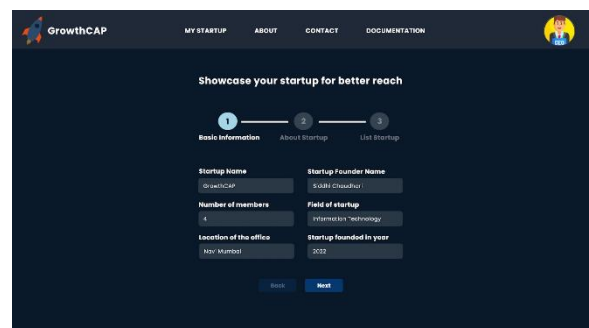 GrowthCAP MY STARTUP ABOUT CONTACT DOCUMENTATION
CEO
Showcase your startup for better reach
1 2 3
Basic Information About Startup List Startup
Startup Name Startup Founder Name
GrowthCAP Siddhi Chaudhari
Number of members Field of startup
4 Information Technology
Location of the office Startup founded in year
Navi Mumbai 2022
Back Next